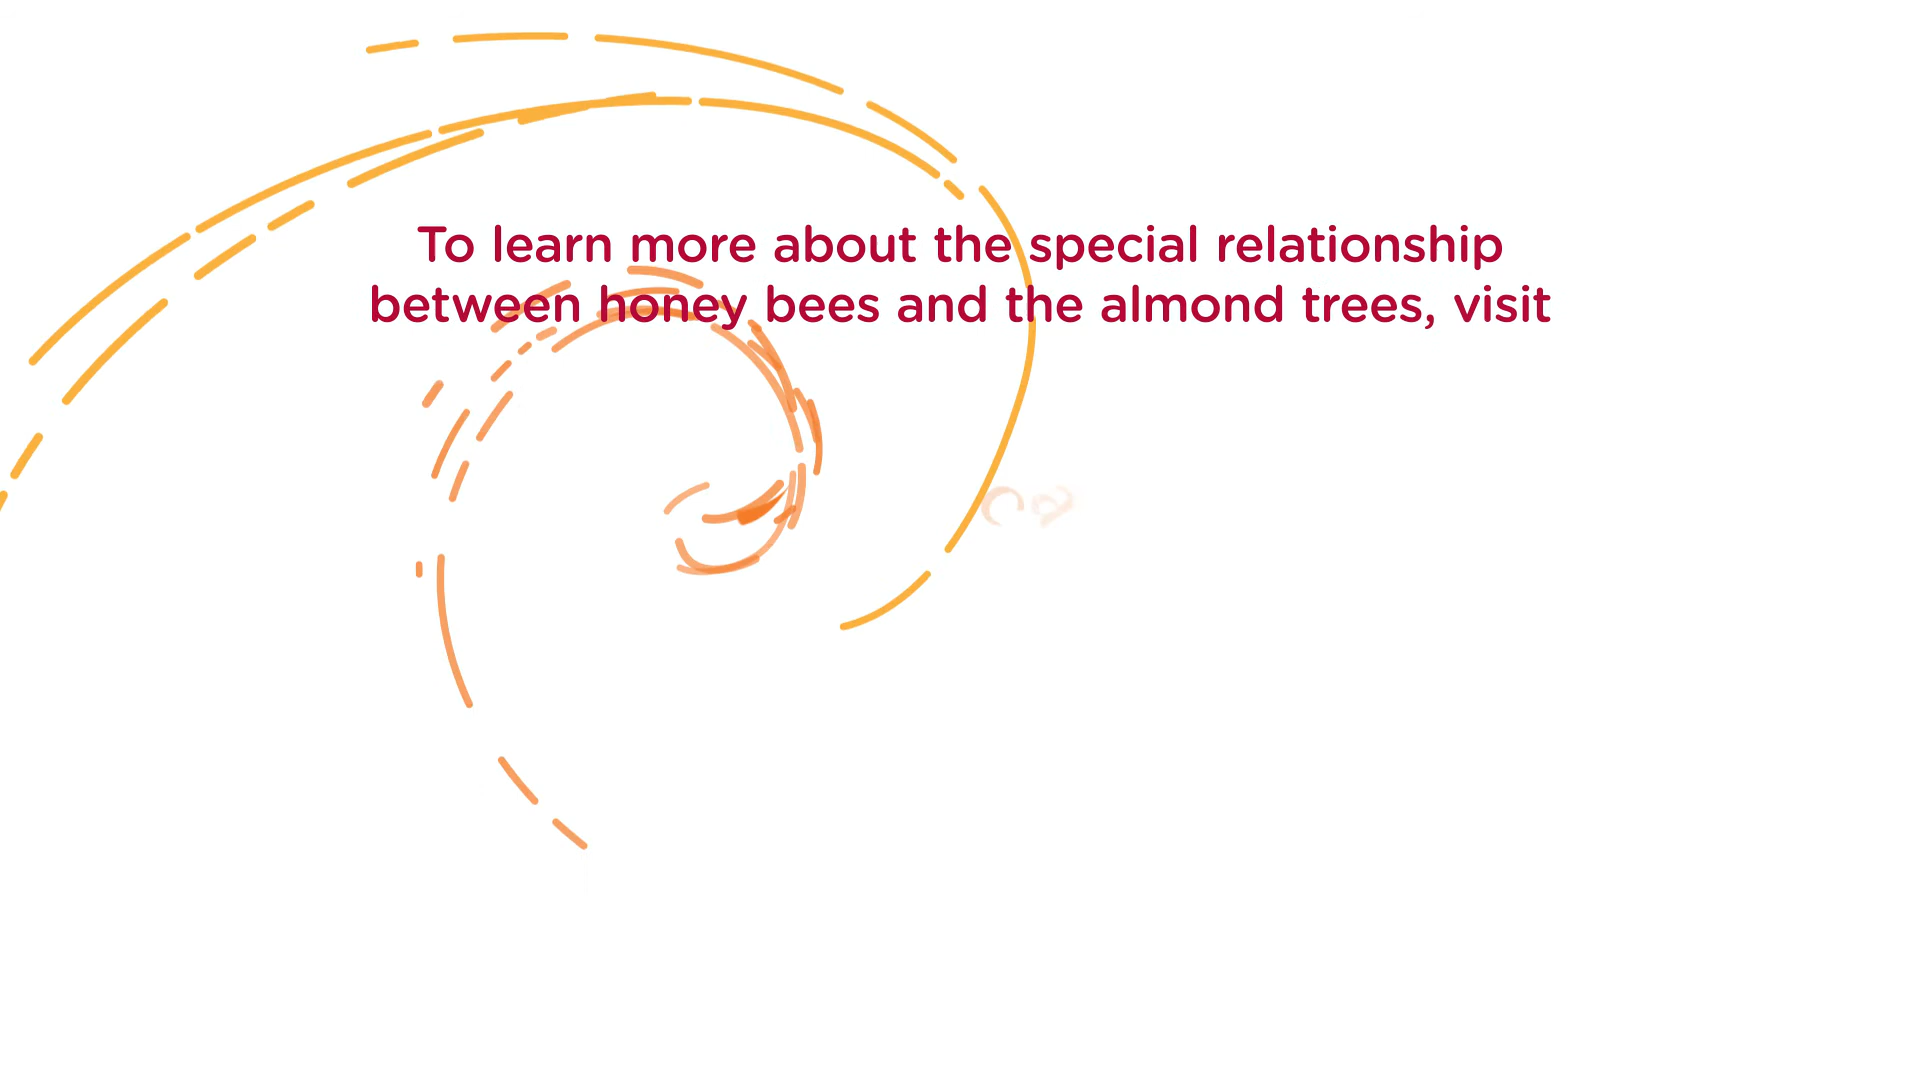 To learn more about the special relationship
between honey bees and the almond trees, visit